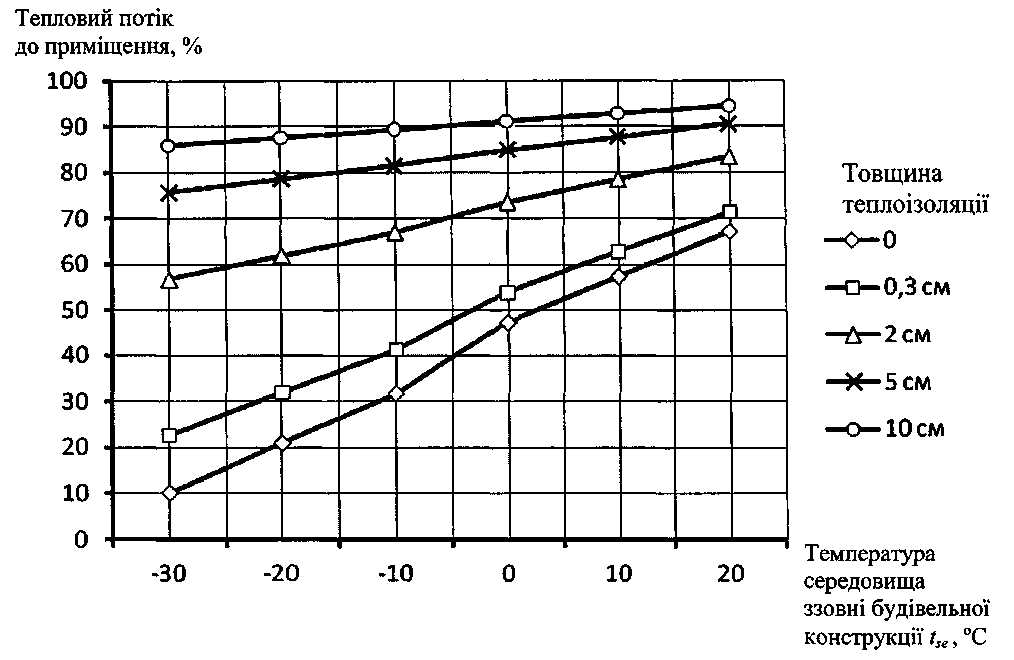 Тепловий потік
до приміщення, %
100
90
80
70
60
50
40
30
20
10
0
-30 -20 -10 0 10 20
Товщина
теплоізоляції
0
0,3 см
2 см
5 см
10 см
Температура
середовища
ззовні будівельної
конструкції tse, ºC